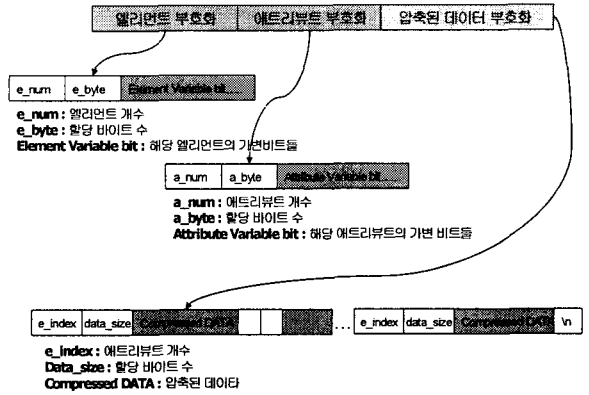 엘리먼트 부호화 애트리뷰트 부호화 압축된 데이터 부호화
e_num e_byte Element Variable bit......
e_num : 엘리먼트 개수
e_byte : 할당 바이트 수
Element Variable bit : 해당 엘리먼트의 가변비트들
a_num a_byte Attribute Variable bit......
a_num : 애트리뷰트 개수
a_byte : 할당 바이트 수
Attribute Variable bit : 해당 애트리뷰트의 가변 비트들
e_index data_size Compressed DATA ... e_index data_size Compressed DATA \n
e_index : 애트리뷰트 개수
Data_size : 할당 바이트 수
Compressed DATA : 압축된 데이타